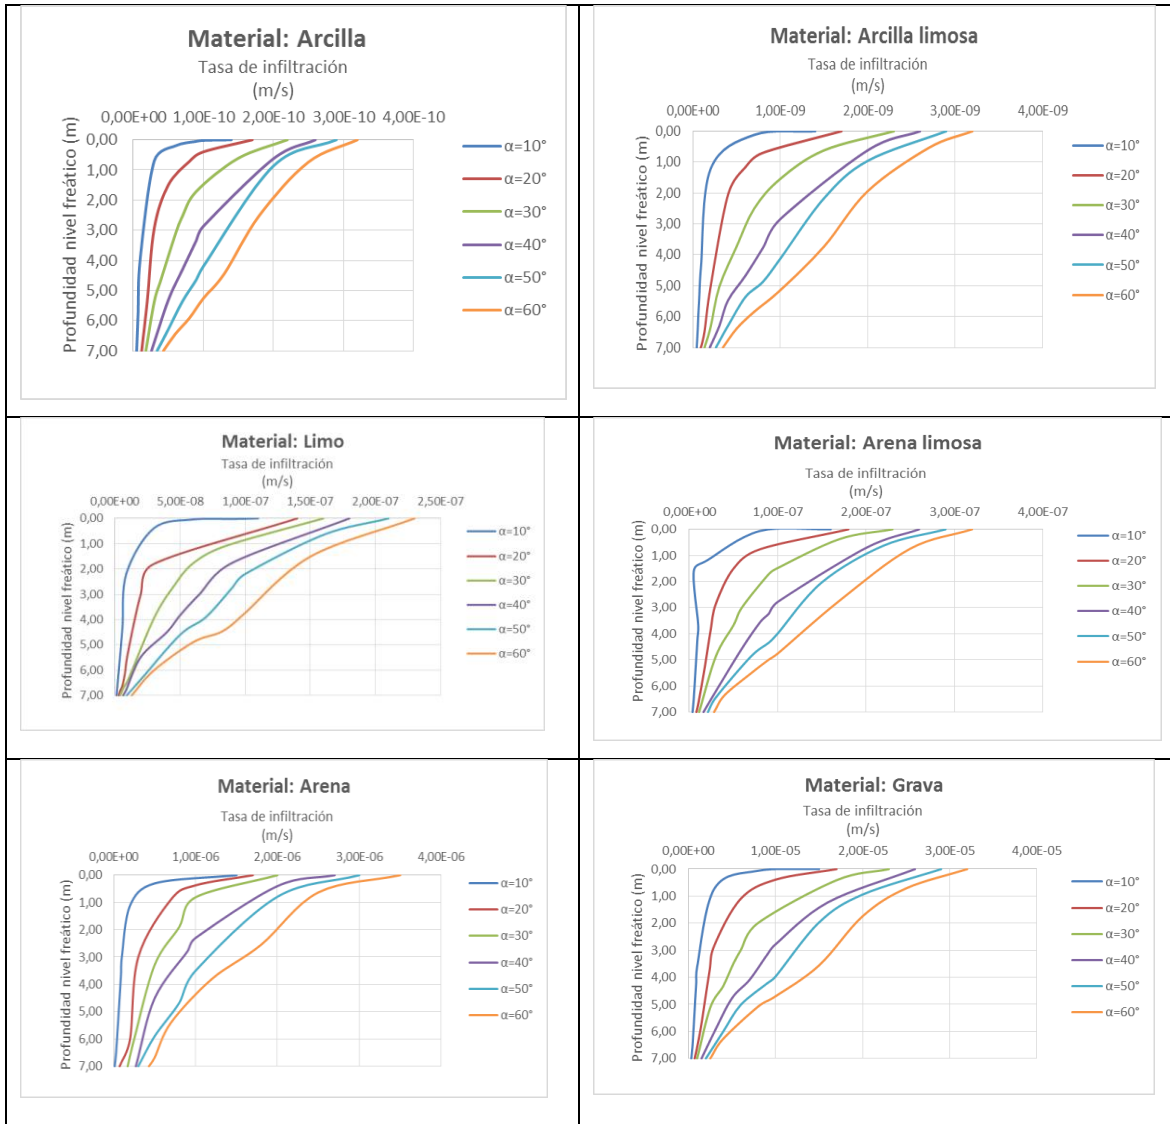 Material: Arcilla
Tasa de infiltración
(m/s)
0,00E+00 1,00E-10 2,00E-10 3,00E-10 4,00E-10
Profundidad nivel freático (m)
0,00
1,00
2,00
3,00
4,00
5,00
6,00
7,00
α=10°
α=20°
α=30°
α=40°
α=50°
α=60°
Material: Arcilla limosa
Tasa de infiltración
(m/s)
0,00E+00 1,00E-09 2,00E-09 3,00E-09 4,00E-09
Profundidad nivel freático (m)
0,00
1,00
2,00
3,00
4,00
5,00
6,00
7,00
α=10°
α=20°
α=30°
α=40°
α=50°
α=60°
Material: Limo
Tasa de infiltración
(m/s)
0,00E+00 5,00E-08 1,00E-07 1,50E-07 2,00E-07 2,50E-07
Profundidad nivel freático (m)
0,00
1,00
2,00
3,00
4,00
5,00
6,00
7,00
α=10°
α=20°
α=30°
α=40°
α=50°
α=60°
Material: Arena limosa
Tasa de infiltración
(m/s)
0,00E+00 1,00E-07 2,00E-07 3,00E-07 4,00E-07
Profundidad nivel freático (m)
0,00
1,00
2,00
3,00
4,00
5,00
6,00
7,00
α=10°
α=20°
α=30°
α=40°
α=50°
α=60°
Material: Arena
Tasa de infiltración
(m/s)
0,00E+00 1,00E-06 2,00E-06 3,00E-06 4,00E-06
Profundidad nivel freático (m)
0,00
1,00
2,00
3,00
4,00
5,00
6,00
7,00
α=10°
α=20°
α=30°
α=40°
α=50°
α=60°
Material: Grava
Tasa de infiltración
(m/s)
0,00E+00 1,00E-05 2,00E-05 3,00E-05 4,00E-05
Profundidad nivel freático (m)
0,00
1,00
2,00
3,00
4,00
5,00
6,00
7,00
α=10°
α=20°
α=30°
α=40°
α=50°
α=60°